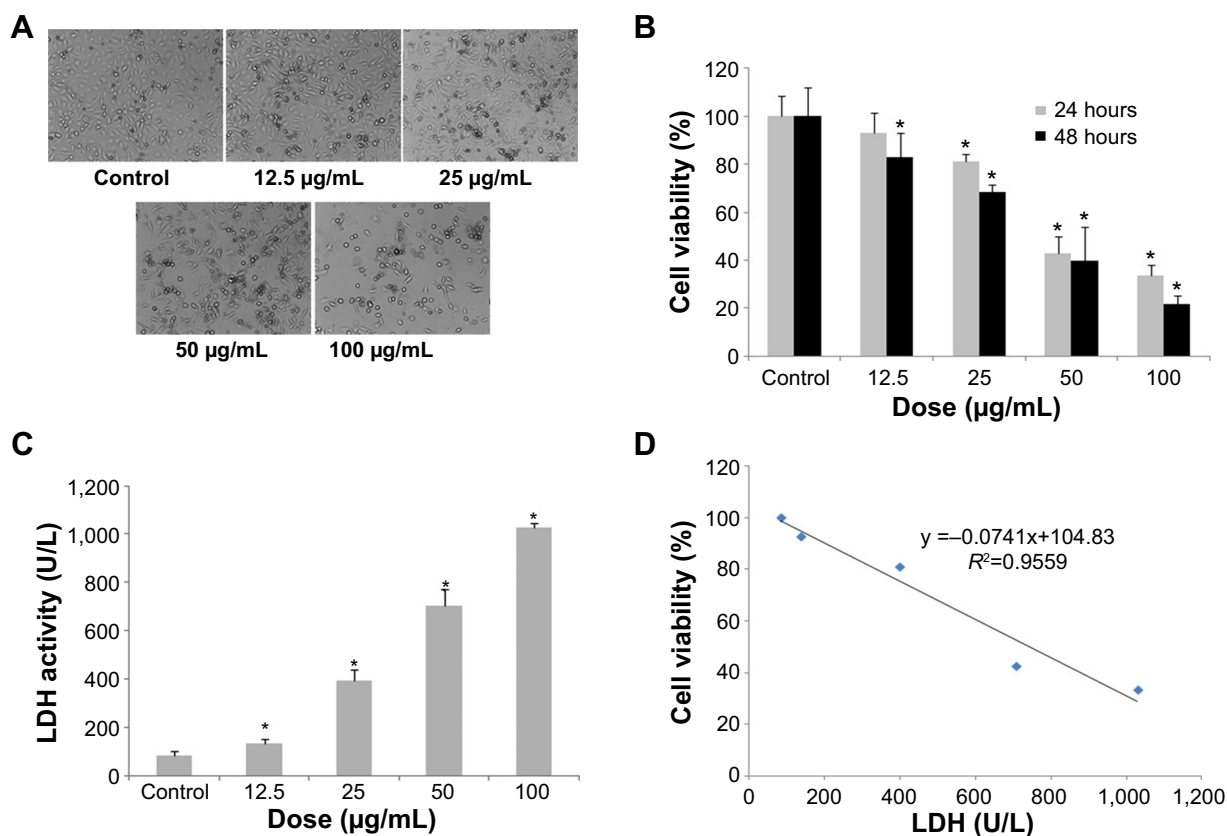 A
Control
12.5 µg/mL
25 µg/mL
50 µg/mL
100 µg/mL
B
120
100
80
60
40
20
0
Cell viability (%)
24 hours
48 hours
*
*
*
*
*
*
*
Control
12.5
25
50
100
Dose (µg/mL)
C
1,200
1,000
800
600
400
200
0
LDH activity (U/L)
*
*
*
*
Control
12.5
25
50
100
Dose (µg/mL)
D
120
100
80
60
40
20
0
Cell viability (%)
y =–0.0741x+104.83
R²=0.9559
0
200
400
600
800
1,000
1,200
LDH (U/L)